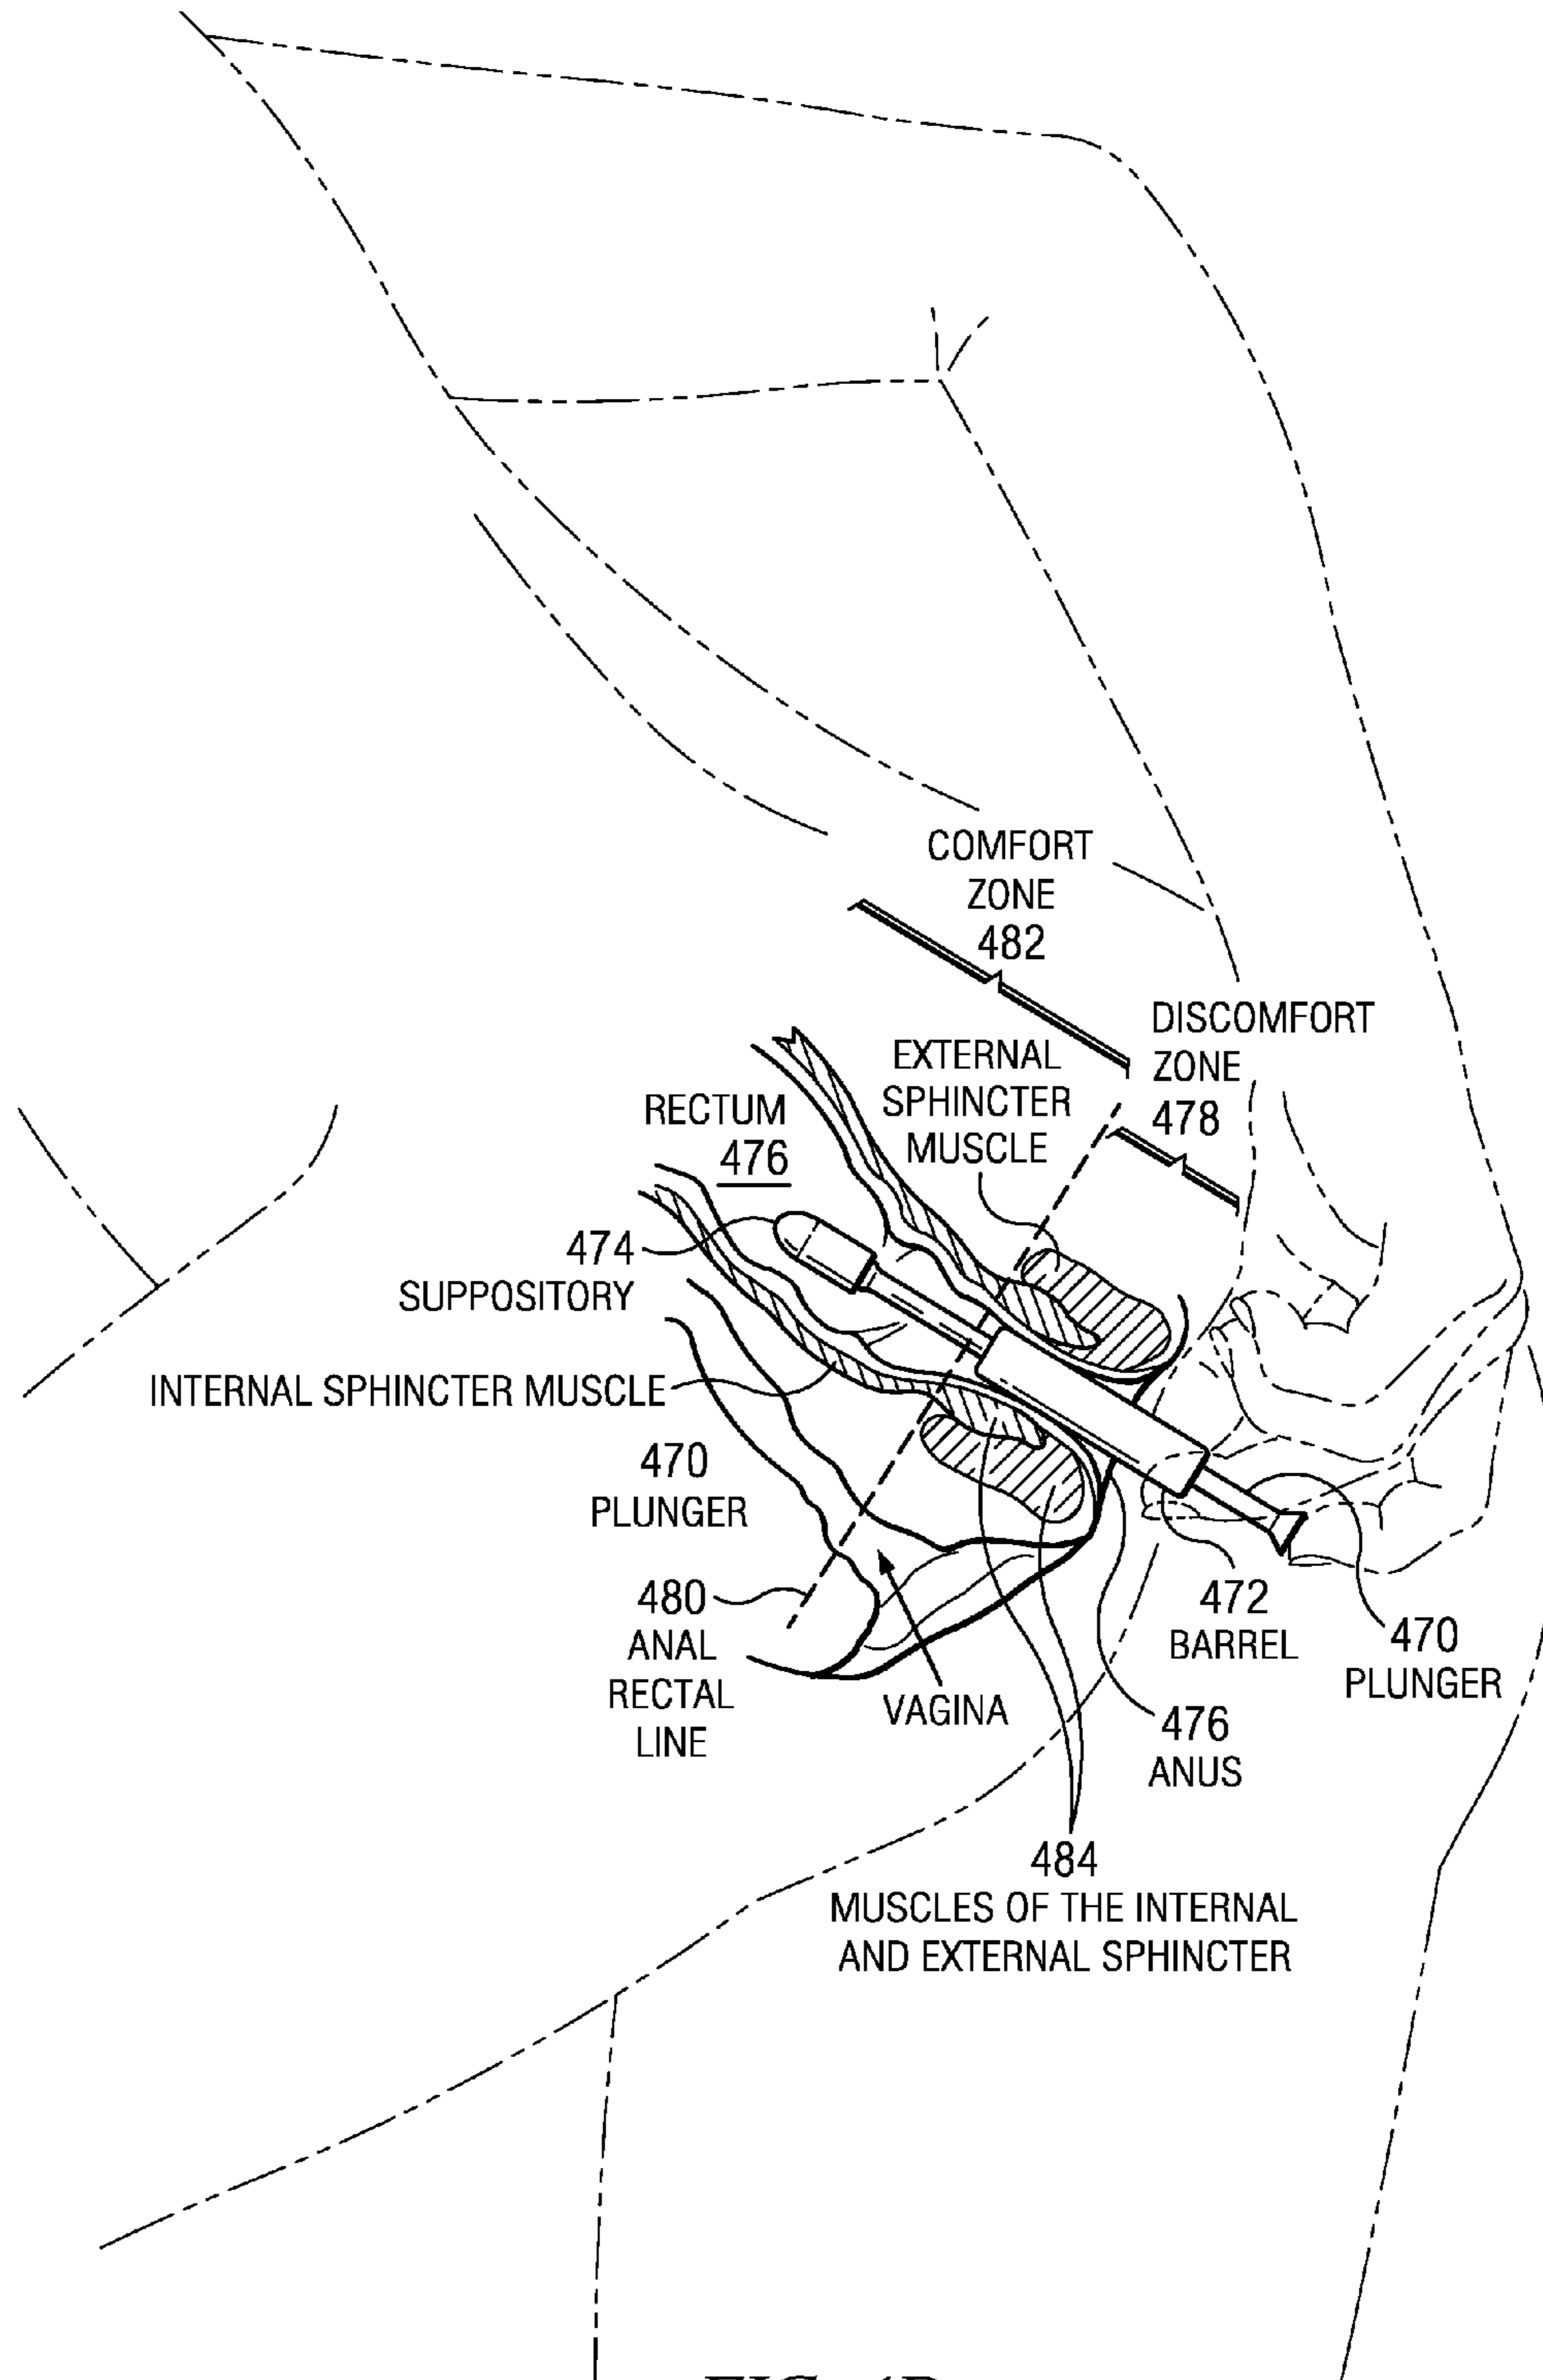 COMFORT
ZONE
482
DISCOMFORT
ZONE
478
EXTERNAL
SPHINCTER
MUSCLE
RECTUM
476
474
SUPPOSITORY
INTERNAL SPHINCTER MUSCLE
470
PLUNGER
480
ANAL
RECTAL
LINE
VAGINA
472
BARREL
470
PLUNGER
476
ANUS
484
MUSCLES OF THE INTERNAL
AND EXTERNAL SPHINCTER